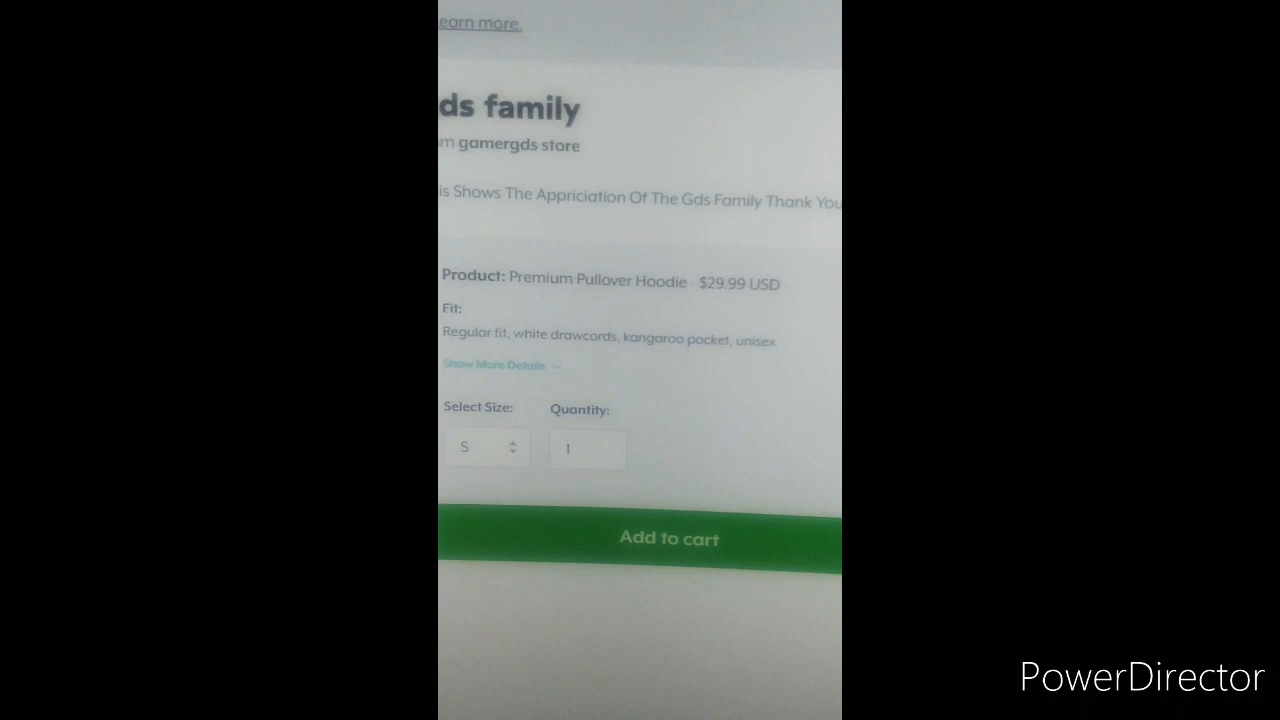 earn more.
ds family
m gamergds store
is Shows The Appriciation Of The Gds Family Thank You
Product: Premium Pullover Hoodie - $29.99 USD
Fit:
Regular fit, white drawcords, kangaroo pocket, unisex
Show More Details
Select Size: Quantity:
S 1
Add to cart
PowerDirector